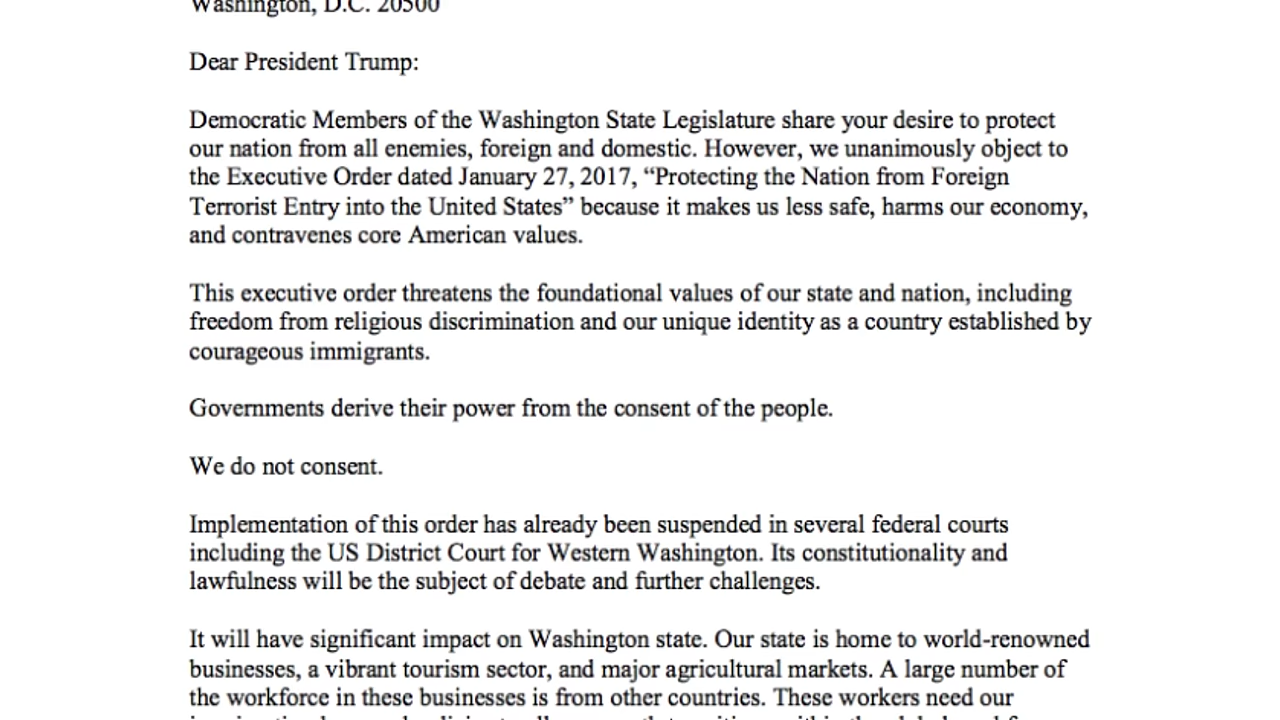 Washington, D.C. 20500
Dear President Trump:
Democratic Members of the Washington State Legislature share your desire to protect
our nation from all enemies, foreign and domestic. However, we unanimously object to
the Executive Order dated January 27, 2017, “Protecting the Nation from Foreign
Terrorist Entry into the United States” because it makes us less safe, harms our economy,
and contravenes core American values.
This executive order threatens the foundational values of our state and nation, including
freedom from religious discrimination and our unique identity as a country established by
courageous immigrants.
Governments derive their power from the consent of the people.
We do not consent.
Implementation of this order has already been suspended in several federal courts
including the US District Court for Western Washington. Its constitutionality and
lawfulness will be the subject of debate and further challenges.
It will have significant impact on Washington state. Our state is home to world-renowned
businesses, a vibrant tourism sector, and major agricultural markets. A large number of
the workforce in these businesses is from other countries. These workers need our